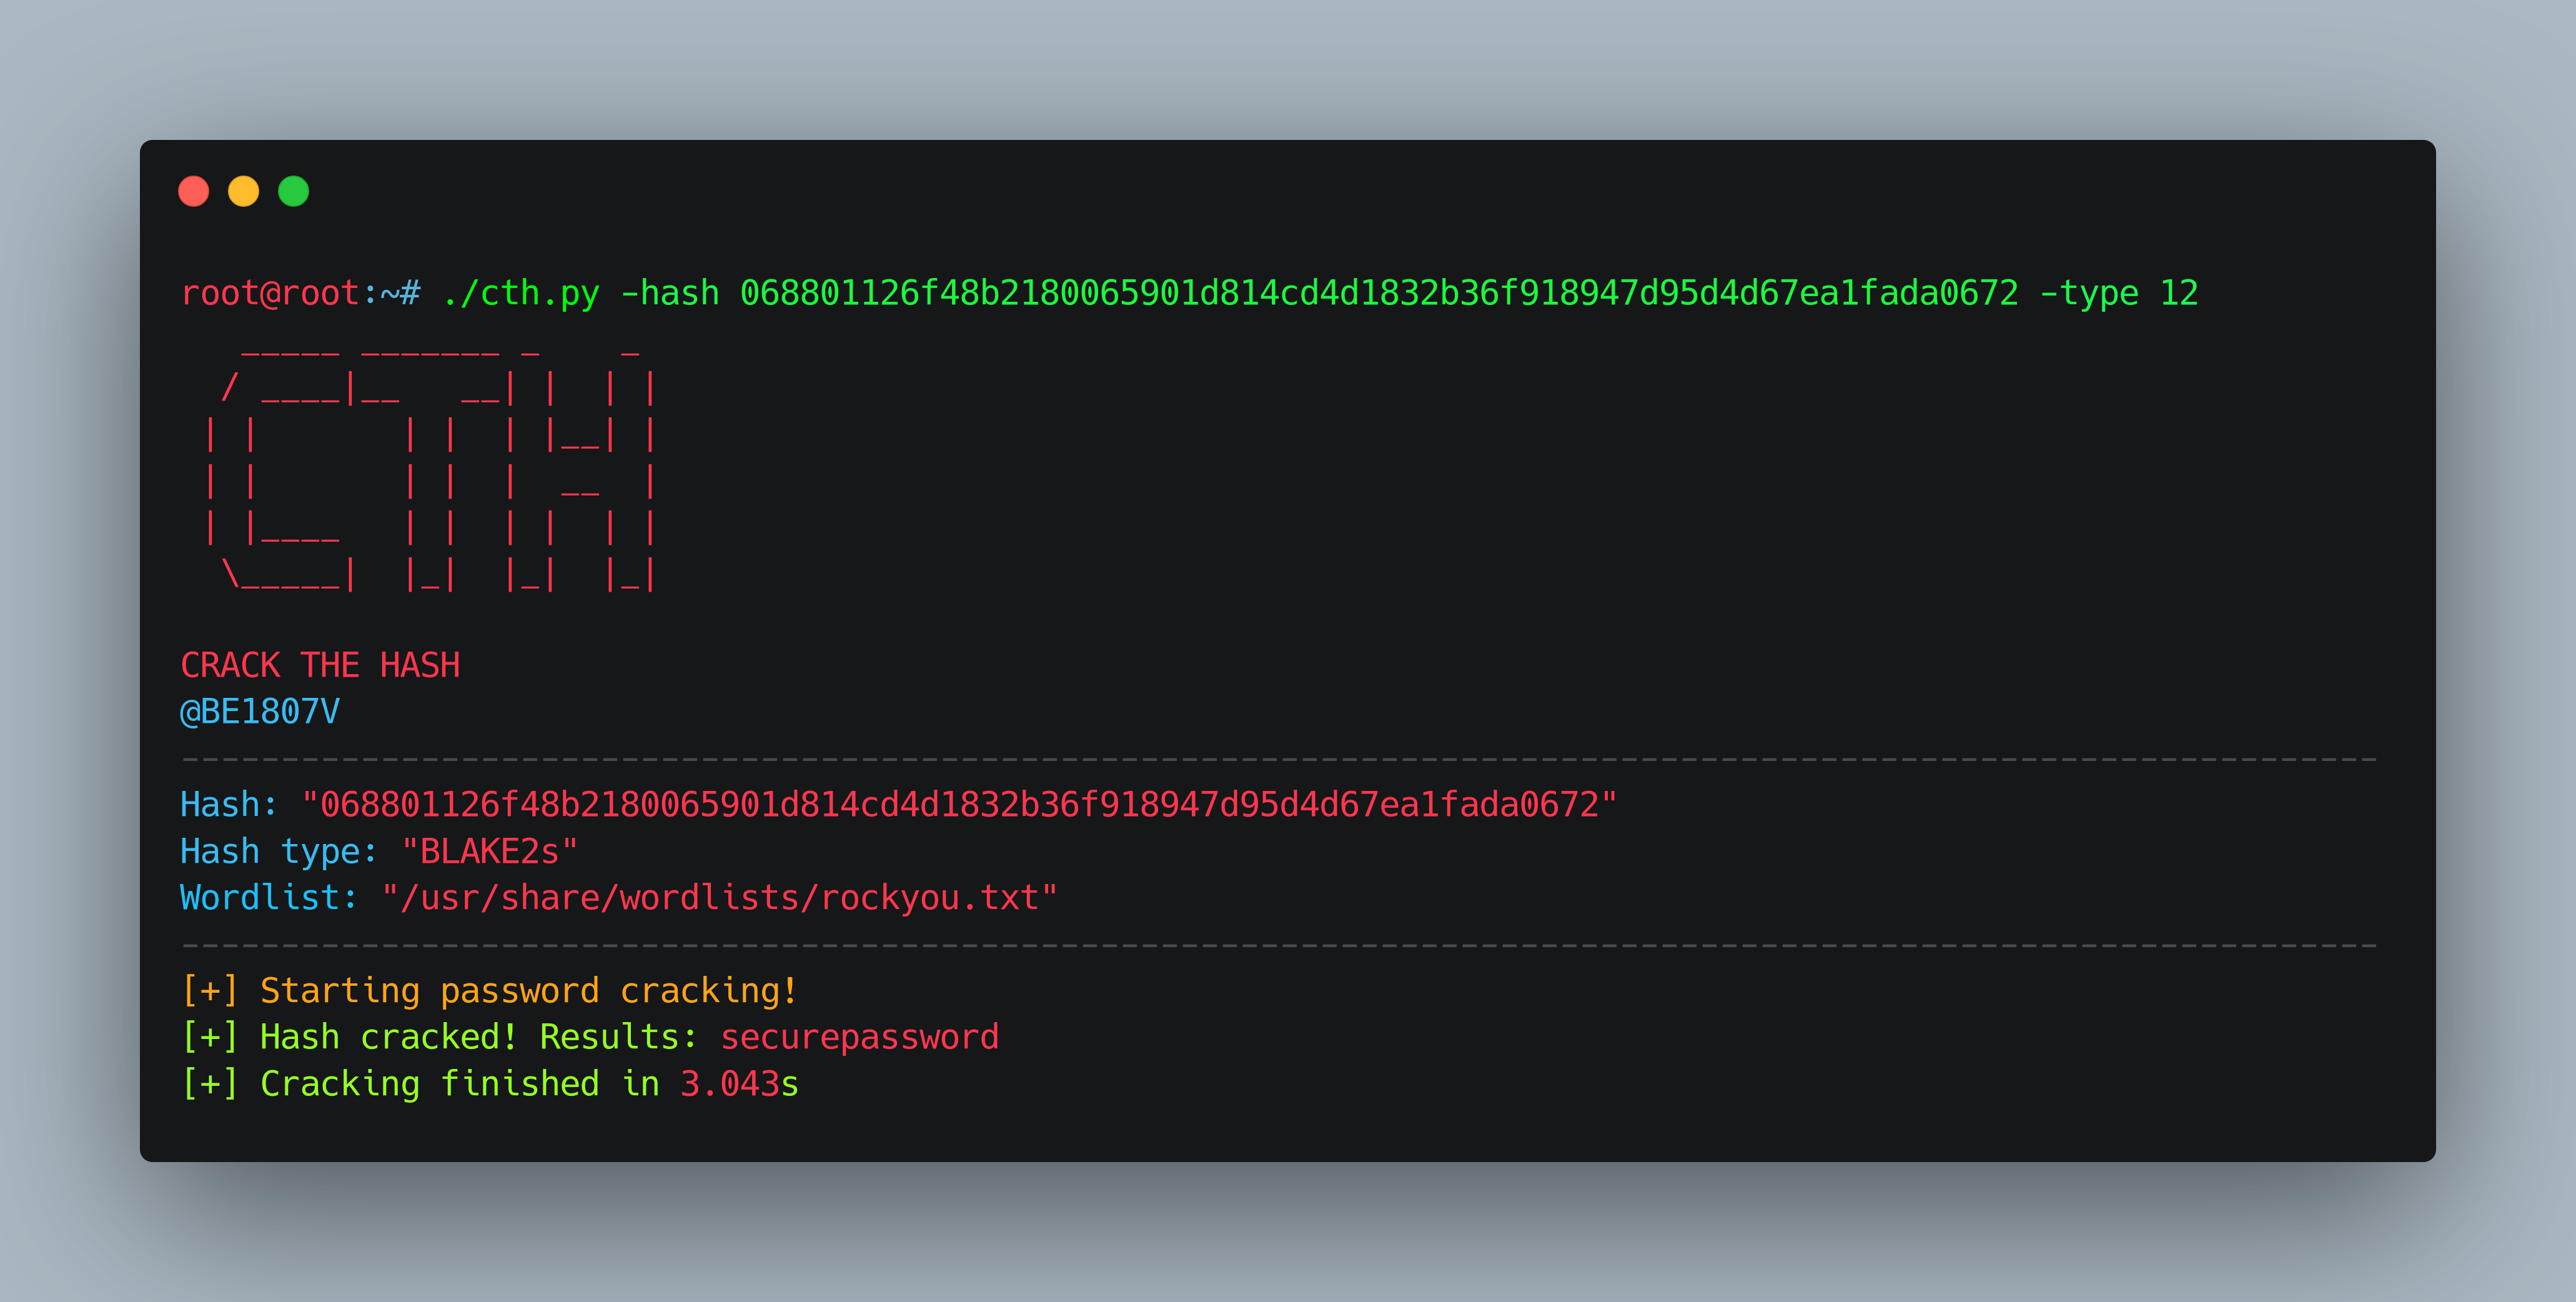 root@root:~# ./cth.py -hash 068801126f48b2180065901d814cd4d1832b36f918947d95d4d67ea1fada0672 -type 12
   _____ _______ _    _
  / ____|__   __| |  | |
 | |       | |  | |__| |
 | |       | |  |  __  |
 | |____   | |  | |  | |
  \_____|  |_|  |_|  |_|
CRACK THE HASH
@BE1807V
--------------------------------------------------------------------------------------------------------------
Hash: "068801126f48b2180065901d814cd4d1832b36f918947d95d4d67ea1fada0672"
Hash type: "BLAKE2s"
Wordlist: "/usr/share/wordlists/rockyou.txt"
--------------------------------------------------------------------------------------------------------------
[+] Starting password cracking!
[+] Hash cracked! Results: securepassword
[+] Cracking finished in 3.043s